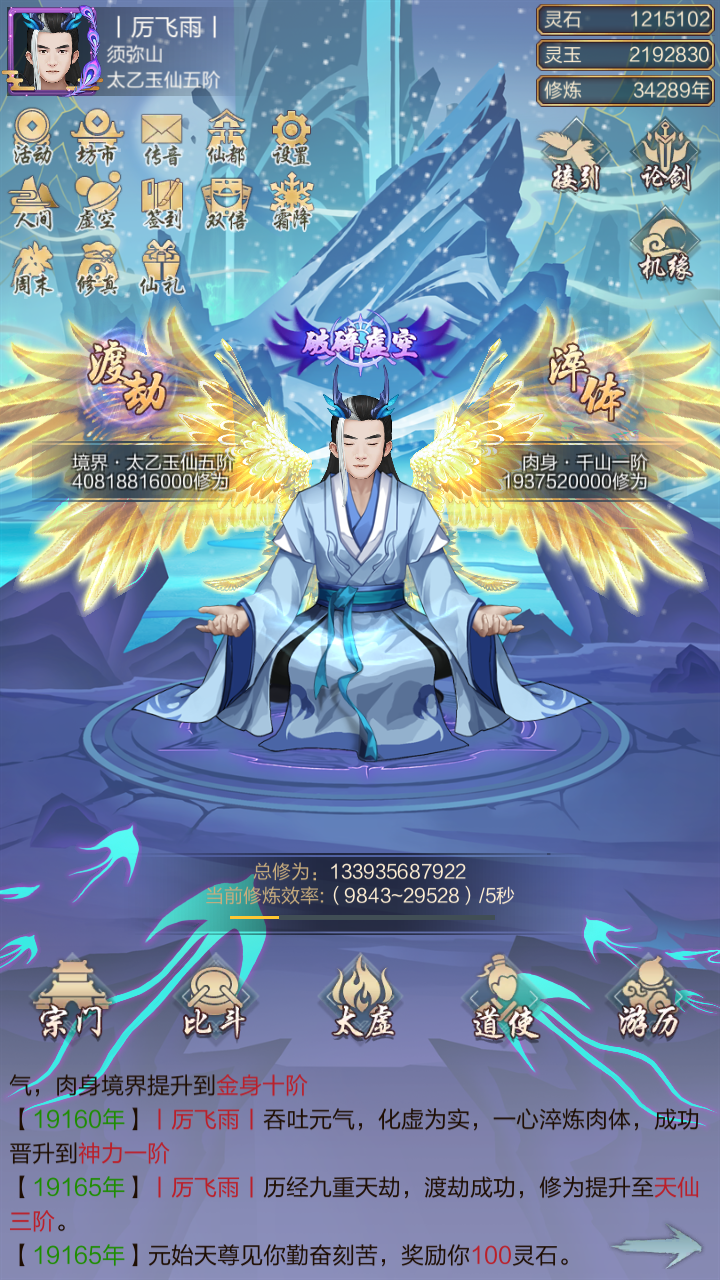 丨厉飞雨丨
须弥山
太乙玉仙五阶
灵石 1215102
灵玉 2192830
修炼 34289年
活动 坊市 传音 仙都 设置
接引 论剑
人间 虚空 签到 双倍 霜降
机缘
周末 修真 仙礼
破碎虚空
渡劫
淬体
境界·太乙玉仙五阶
40818816000修为
肉身·千山一阶
1937520000修为
总修为：133935687922
当前修炼效率:（9843~29528）/5秒
宗门 比斗 太虚 道使 游历
气，肉身境界提升到金身十阶
【19160年】丨厉飞雨丨吞吐元气，化虚为实，一心淬炼肉体，成功
晋升到神力一阶
【19165年】丨厉飞雨丨历经九重天劫，渡劫成功，修为提升至天仙
三阶。
【19165年】元始天尊见你勤奋刻苦，奖励你100灵石。